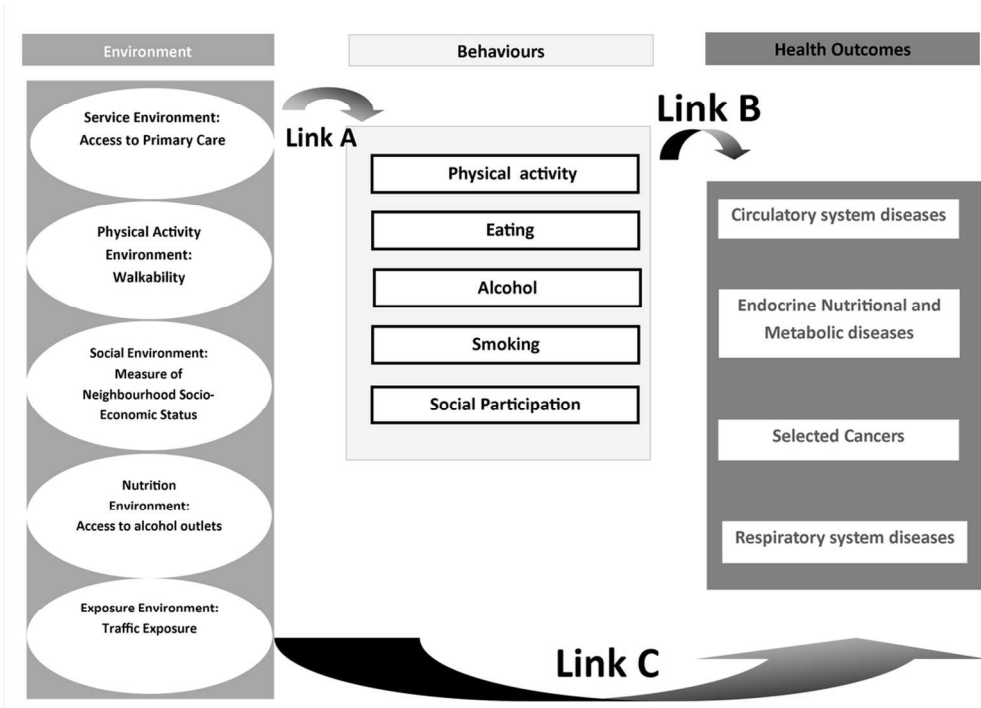 Environment
Service Environment:
Access to Primary Care
Physical Activity
Environment:
Walkability
Social Environment:
Measure of
Neighbourhood Socio-
Economic Status
Nutrition
Environment:
Access to alcohol outlets
Exposure Environment:
Traffic Exposure
Link A
Behaviours
Physical activity
Eating
Alcohol
Smoking
Social Participation
Link B
Health Outcomes
Circulatory system diseases
Endocrine Nutritional and
Metabolic diseases
Selected Cancers
Respiratory system diseases
Link C